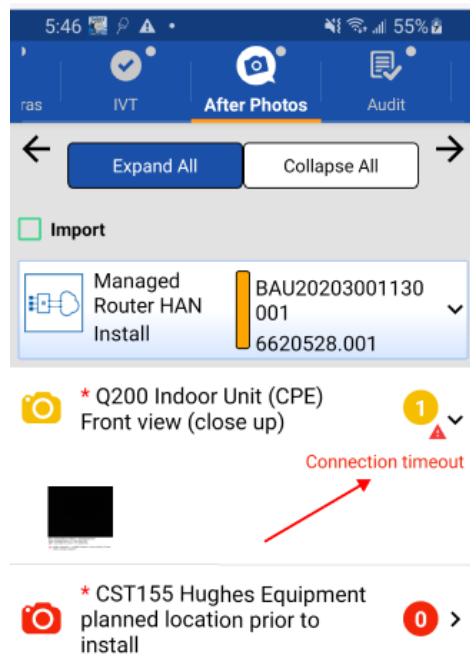 5:46 55%
ras IVT After Photos Audit
Expand All Collapse All
Import
Managed
Router HAN
Install
BAU20203001130
001
6620528.001
* Q200 Indoor Unit (CPE)
Front view (close up)
1
Connection timeout
* CST155 Hughes Equipment
planned location prior to
install
0